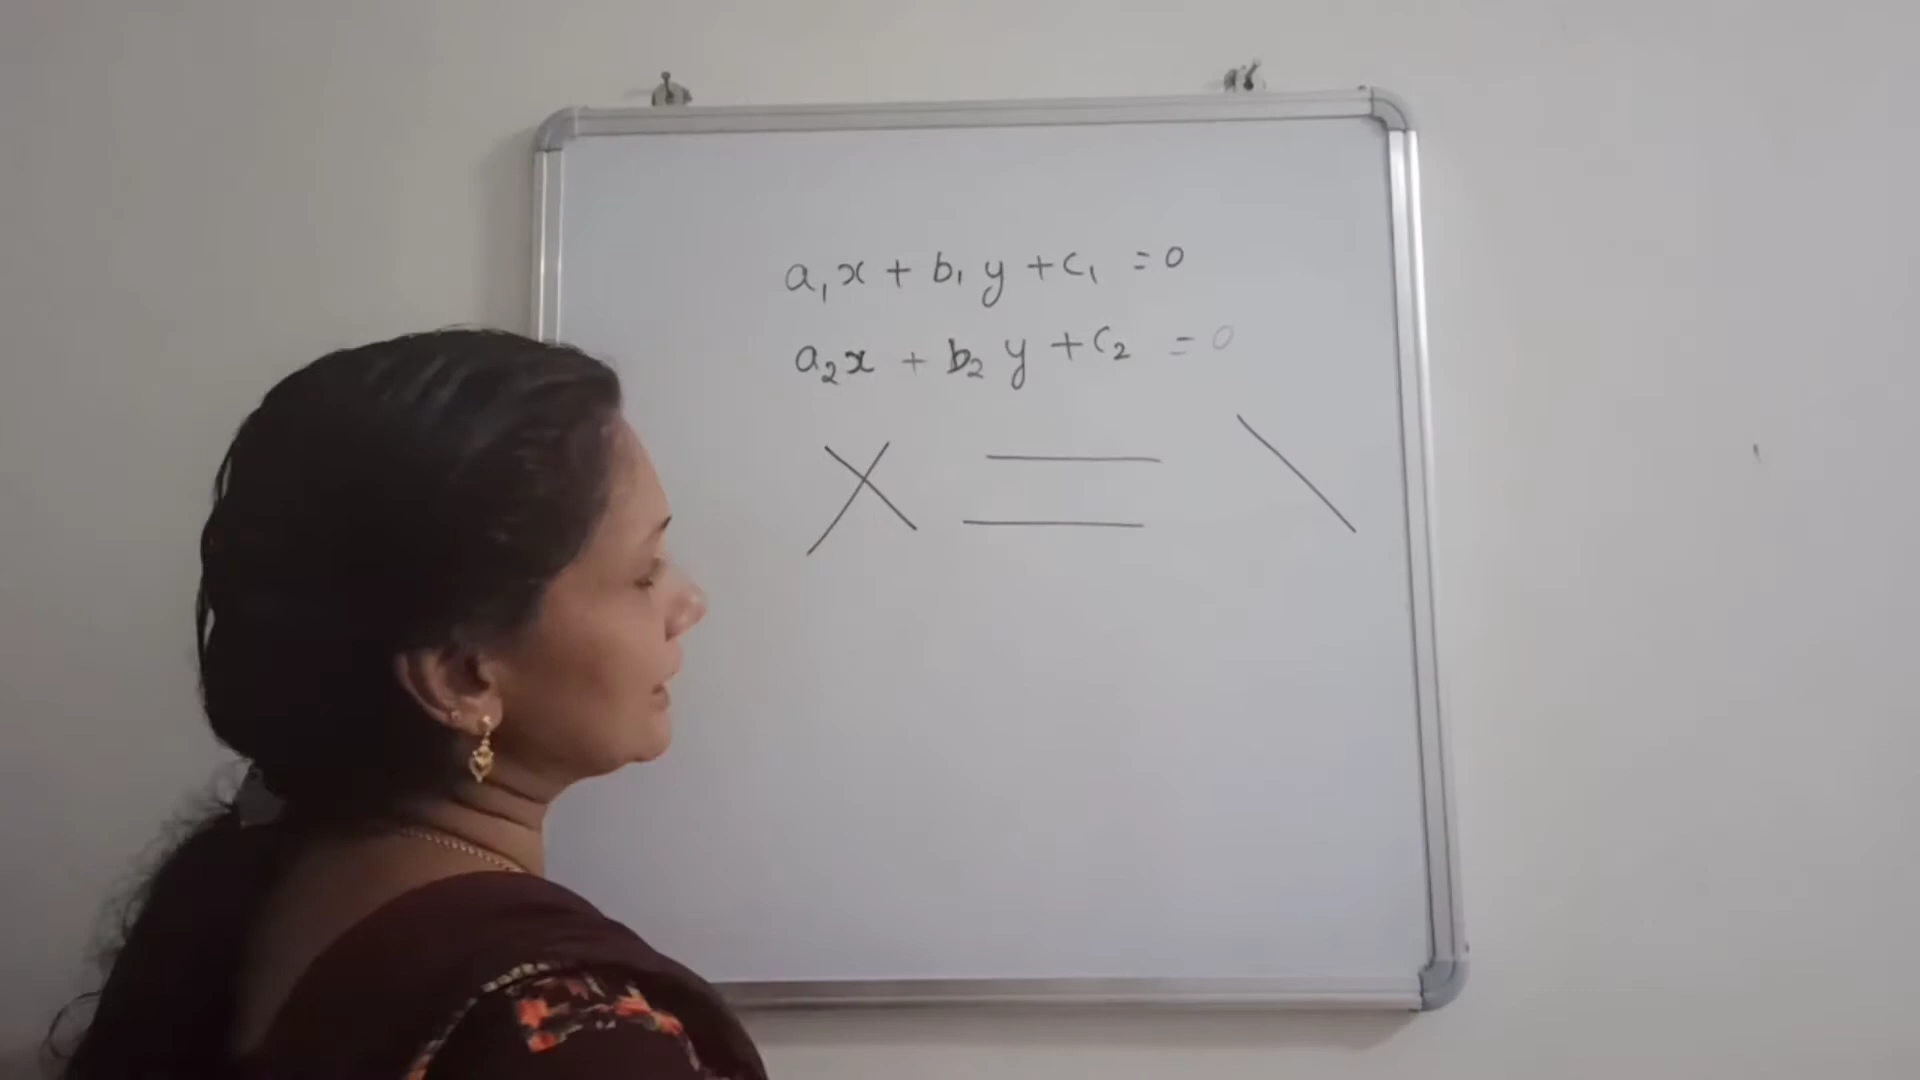 a₁x + b₁y + c₁ = 0
a₂x + b₂y + c₂ = 0